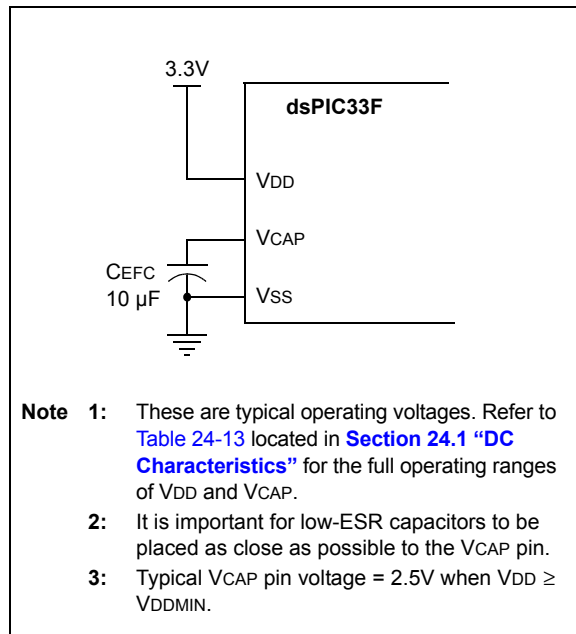 3.3V
dsPIC33F
VDD
VCAP
CEFC
10 µF
VSS
Note 1: These are typical operating voltages. Refer to
Table 24-13 located in Section 24.1 “DC
Characteristics” for the full operating ranges
of VDD and VCAP.
2: It is important for low-ESR capacitors to be
placed as close as possible to the VCAP pin.
3: Typical VCAP pin voltage = 2.5V when VDD ≥
VDDMIN.